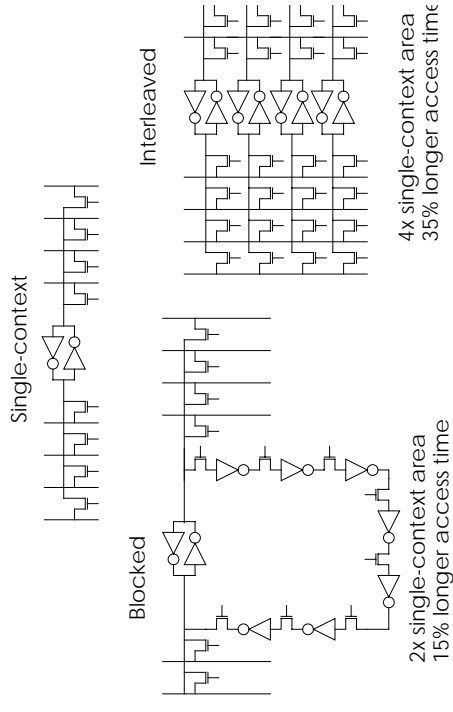 Single-context
Blocked
2x single-context area
15% longer access time
Interleaved
4x single-context area
35% longer access time